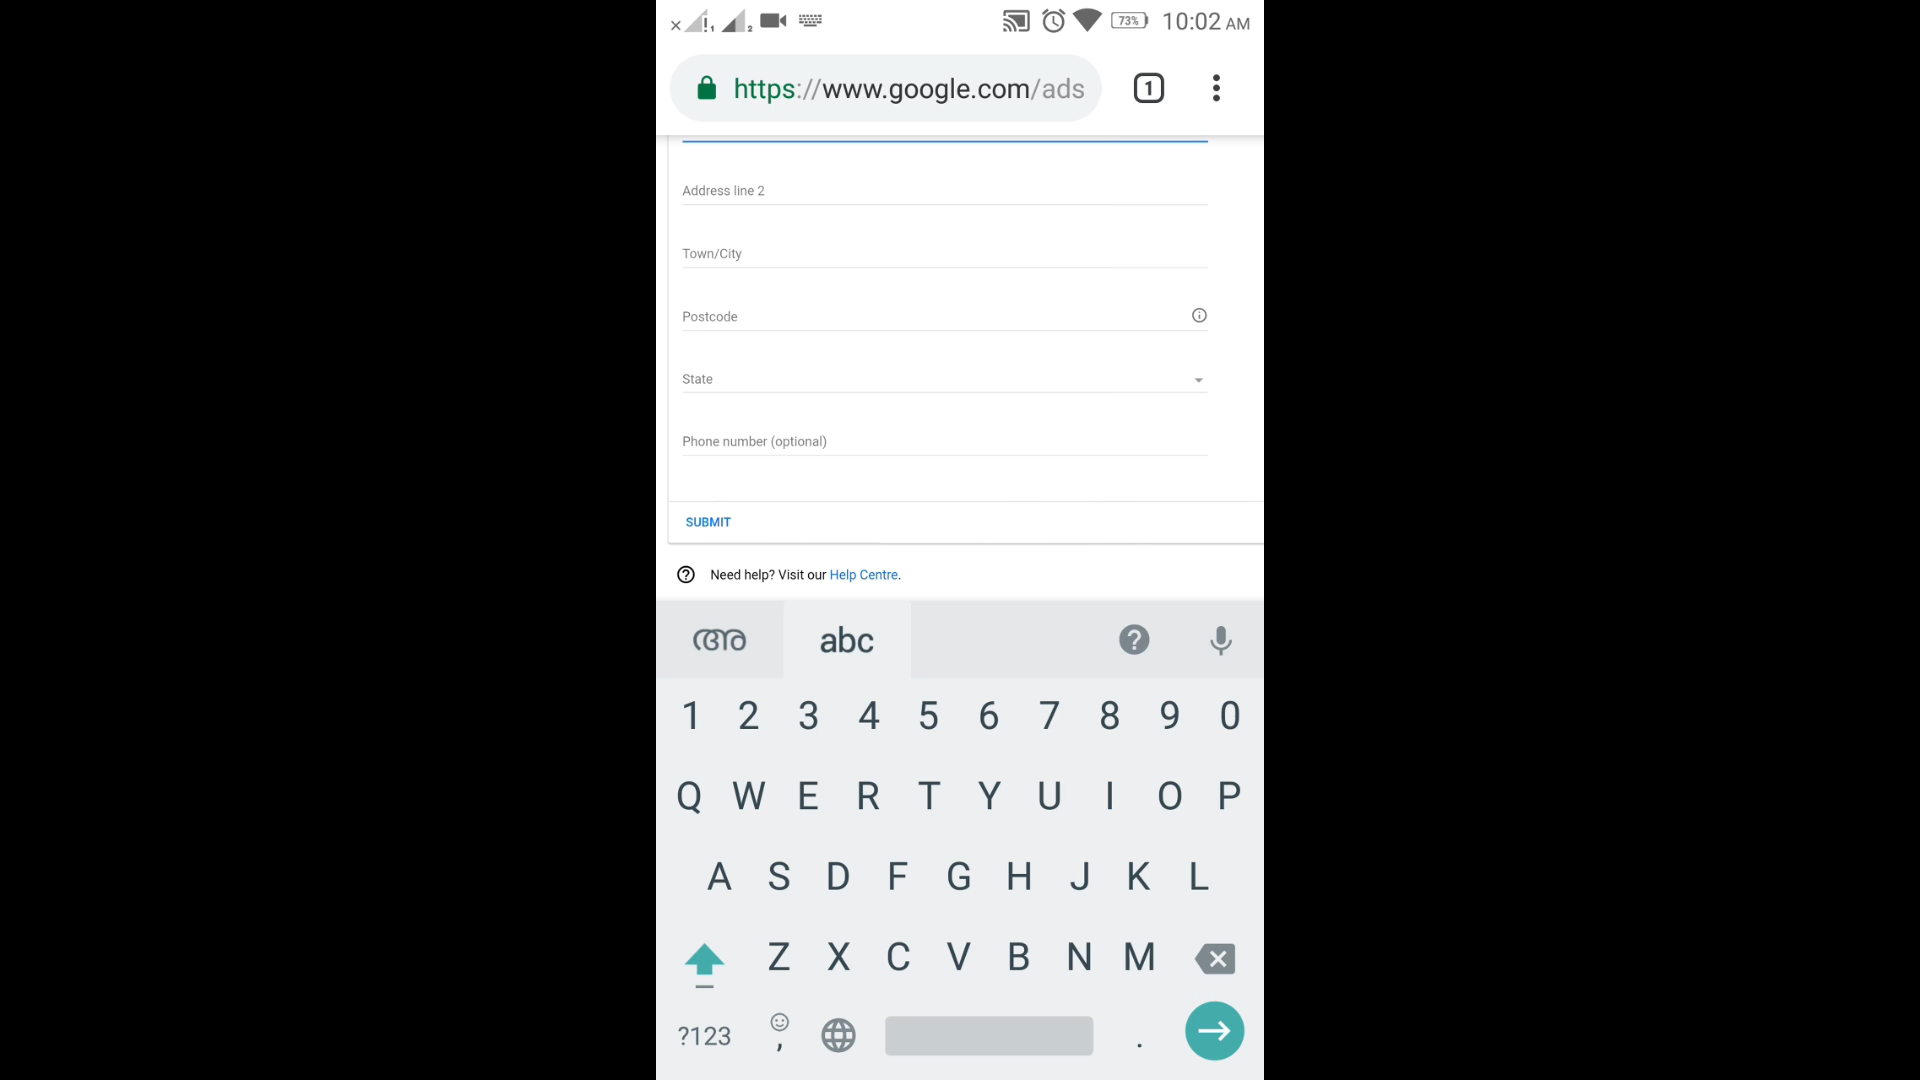 73% 10:02 AM
https://www.google.com/ads
1
Address line 2
Town/City
Postcode
State
Phone number (optional)
SUBMIT
Need help? Visit our Help Centre.
അ abc
1 2 3 4 5 6 7 8 9 0
Q W E R T Y U I O P
A S D F G H J K L
Z X C V B N M
?123 , .